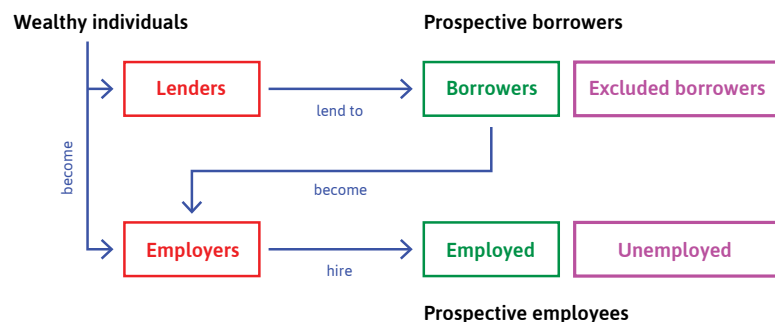 Wealthy individuals
Prospective borrowers
Lenders
lend to
Borrowers
Excluded borrowers
become
become
Employers
hire
Employed
Unemployed
Prospective employees